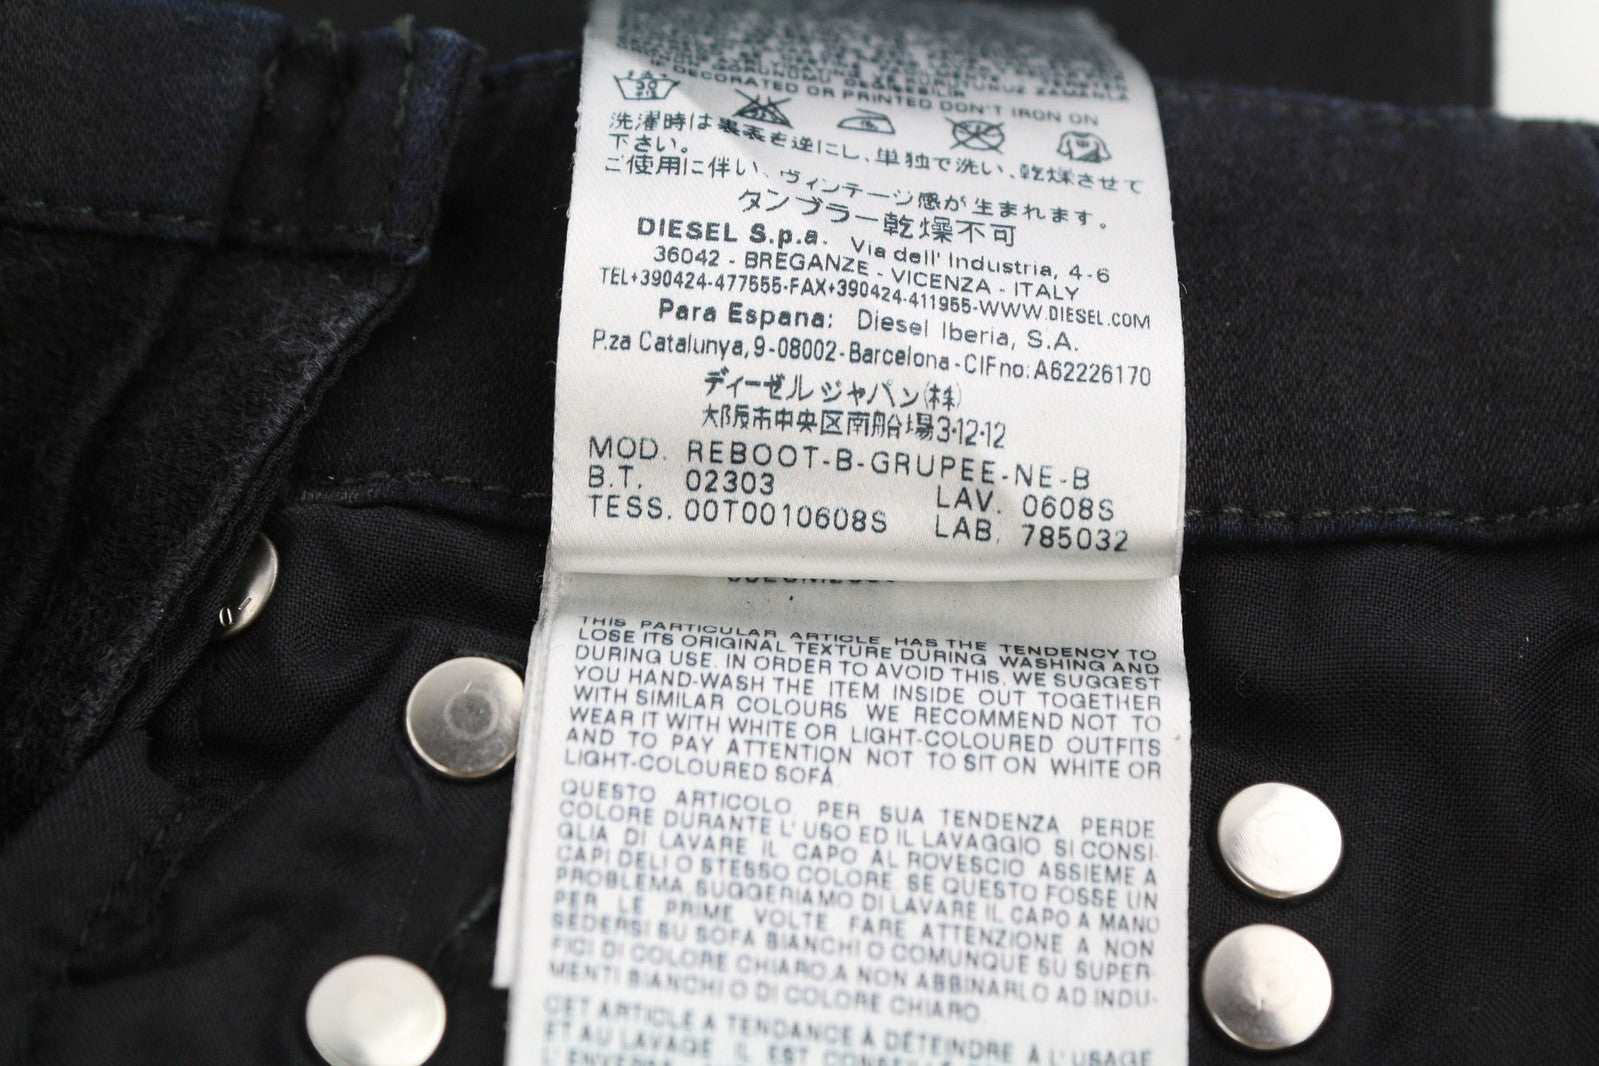 DECORATED OR PRINTED DON'T IRON ON
30
洗濯時は裏表を逆にし、単独で洗い、乾燥させて
下さい。
ご使用に伴い、ヴィンテージ感が生まれます。
タンブラー乾燥不可
DIESEL S.p.a. Via dell' Industria, 4-6
36042 - BREGANZE - VICENZA - ITALY
TEL+390424-477555-FAX+390424-411955-WWW.DIESEL.COM
Para Espana: Diesel Iberia, S.A.
P.za Catalunya,9-08002-Barcelona-CIFno:A62226170
ディーゼルジャパン(株)
大阪市中央区南船場3-12-12
MOD. REBOOT-B-GRUPEE-NE-B
B.T. 02303 LAV. 0608S
TESS. 00T0010608S LAB. 785032
THIS PARTICULAR ARTICLE HAS THE TENDENCY TO
LOSE ITS ORIGINAL TEXTURE DURING WASHING AND
DURING USE. IN ORDER TO AVOID THIS, WE SUGGEST
YOU HAND-WASH THE ITEM INSIDE OUT TOGETHER
WITH SIMILAR COLOURS. WE RECOMMEND NOT TO
WEAR IT WITH WHITE OR LIGHT-COLOURED OUTFITS
AND TO PAY ATTENTION NOT TO SIT ON WHITE OR
LIGHT-COLOURED SOFÀ.
QUESTO ARTICOLO PER SUA TENDENZA PERDE
COLORE DURANTE L'USO ED IL LAVAGGIO SI CONSI-
GLIA DI LAVARE IL CAPO AL ROVESCIO ASSIEME A
CAPI DELLO STESSO COLORE. SE QUESTO FOSSE UN
PROBLEMA, SUGGERIAMO DI LAVARE IL CAPO A MANO
PER LE PRIME VOLTE. FARE ATTENZIONE A NON
SEDERSI SU SOFA BIANCHI O COMUNQUE SU SUPER-
FICI DI COLORE CHIARO, A NON ABBINARLO AD INDU-
MENTI BIANCHI O DI COLORE CHIARO.
CET ARTICLE A TENDANCE À DÉTEINDRE À L'USAGE
ET AU LAVAGE. IL EST
L'ENVERS